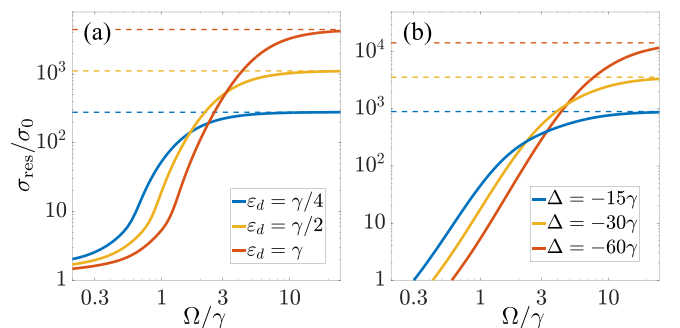 (a)
σ_res/σ_0
10^3
10^2
10
1
0.3 1 3 10
Ω/γ
ε_d = γ/4
ε_d = γ/2
ε_d = γ
(b)
10^4
10^3
10^2
10
1
0.3 1 3 10
Ω/γ
Δ = −15γ
Δ = −30γ
Δ = −60γ